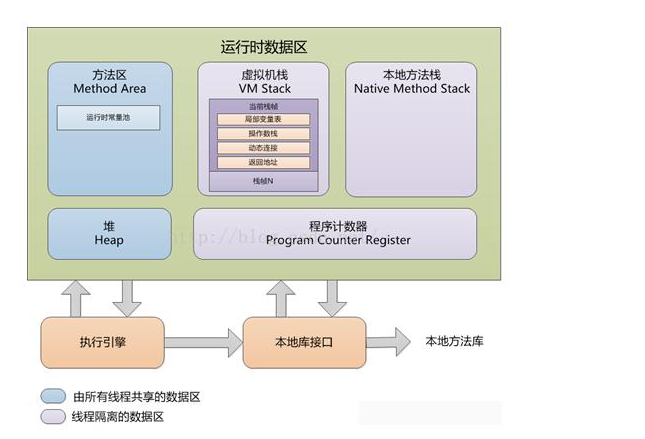 运行时数据区
方法区
Method Area
运行时常量池
虚拟机栈
VM Stack
当前栈帧
局部变量表
操作数栈
动态连接
返回地址
栈帧N
本地方法栈
Native Method Stack
堆
Heap
程序计数器
Program Counter Register
http://blog.
执行引擎
本地库接口
本地方法库
由所有线程共享的数据区
线程隔离的数据区